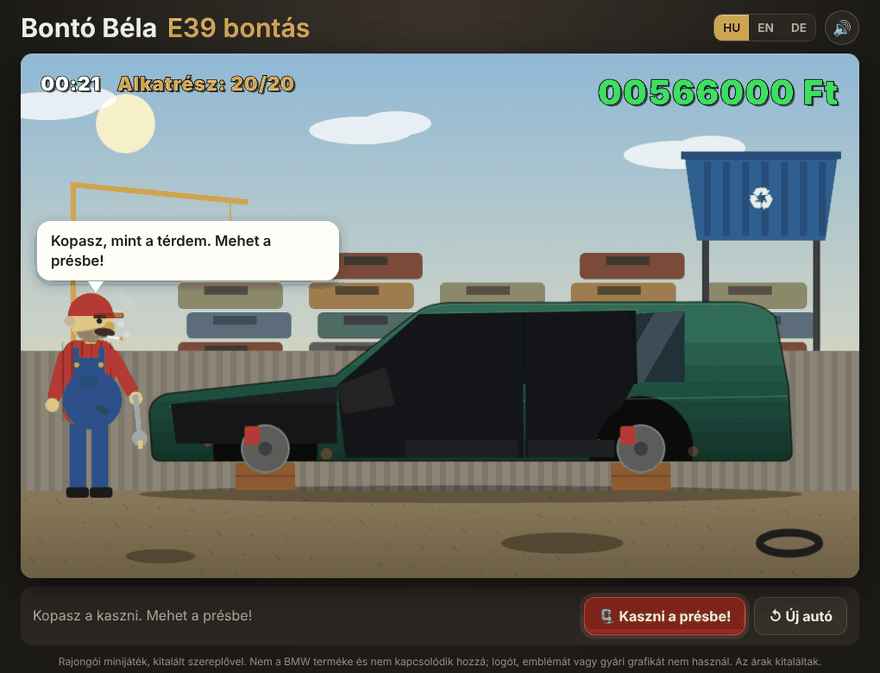 Bontó Béla E39 bontás
HU EN DE
00:21 Alkatrész: 20/20
00566000 Ft
Kopasz, mint a térdem. Mehet a
présbe!
Kopasz a kaszni. Mehet a présbe!
Kaszni a présbe!
Új autó
Rajongói minijáték, kitalált szereplővel. Nem a BMW terméke és nem kapcsolódik hozzá; logót, emblémát vagy gyári grafikát nem használ. Az árak kitaláltak.